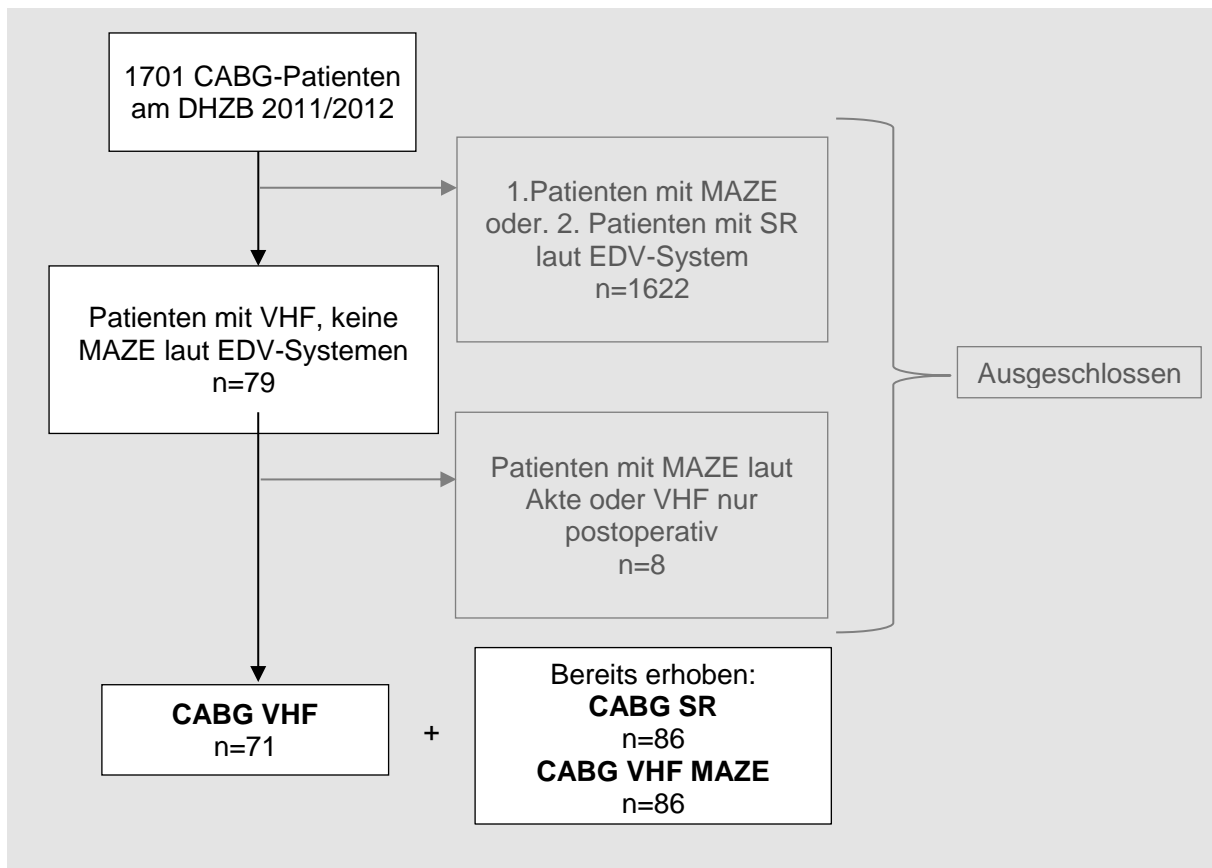 1701 CABG-Patienten
am DHZB 2011/2012
1.Patienten mit MAZE
oder. 2. Patienten mit SR
laut EDV-System
n=1622
Patienten mit VHF, keine
MAZE laut EDV-Systemen
n=79
Ausgeschlossen
Patienten mit MAZE laut
Akte oder VHF nur
postoperativ
n=8
CABG VHF
n=71
+
Bereits erhoben:
CABG SR
n=86
CABG VHF MAZE
n=86